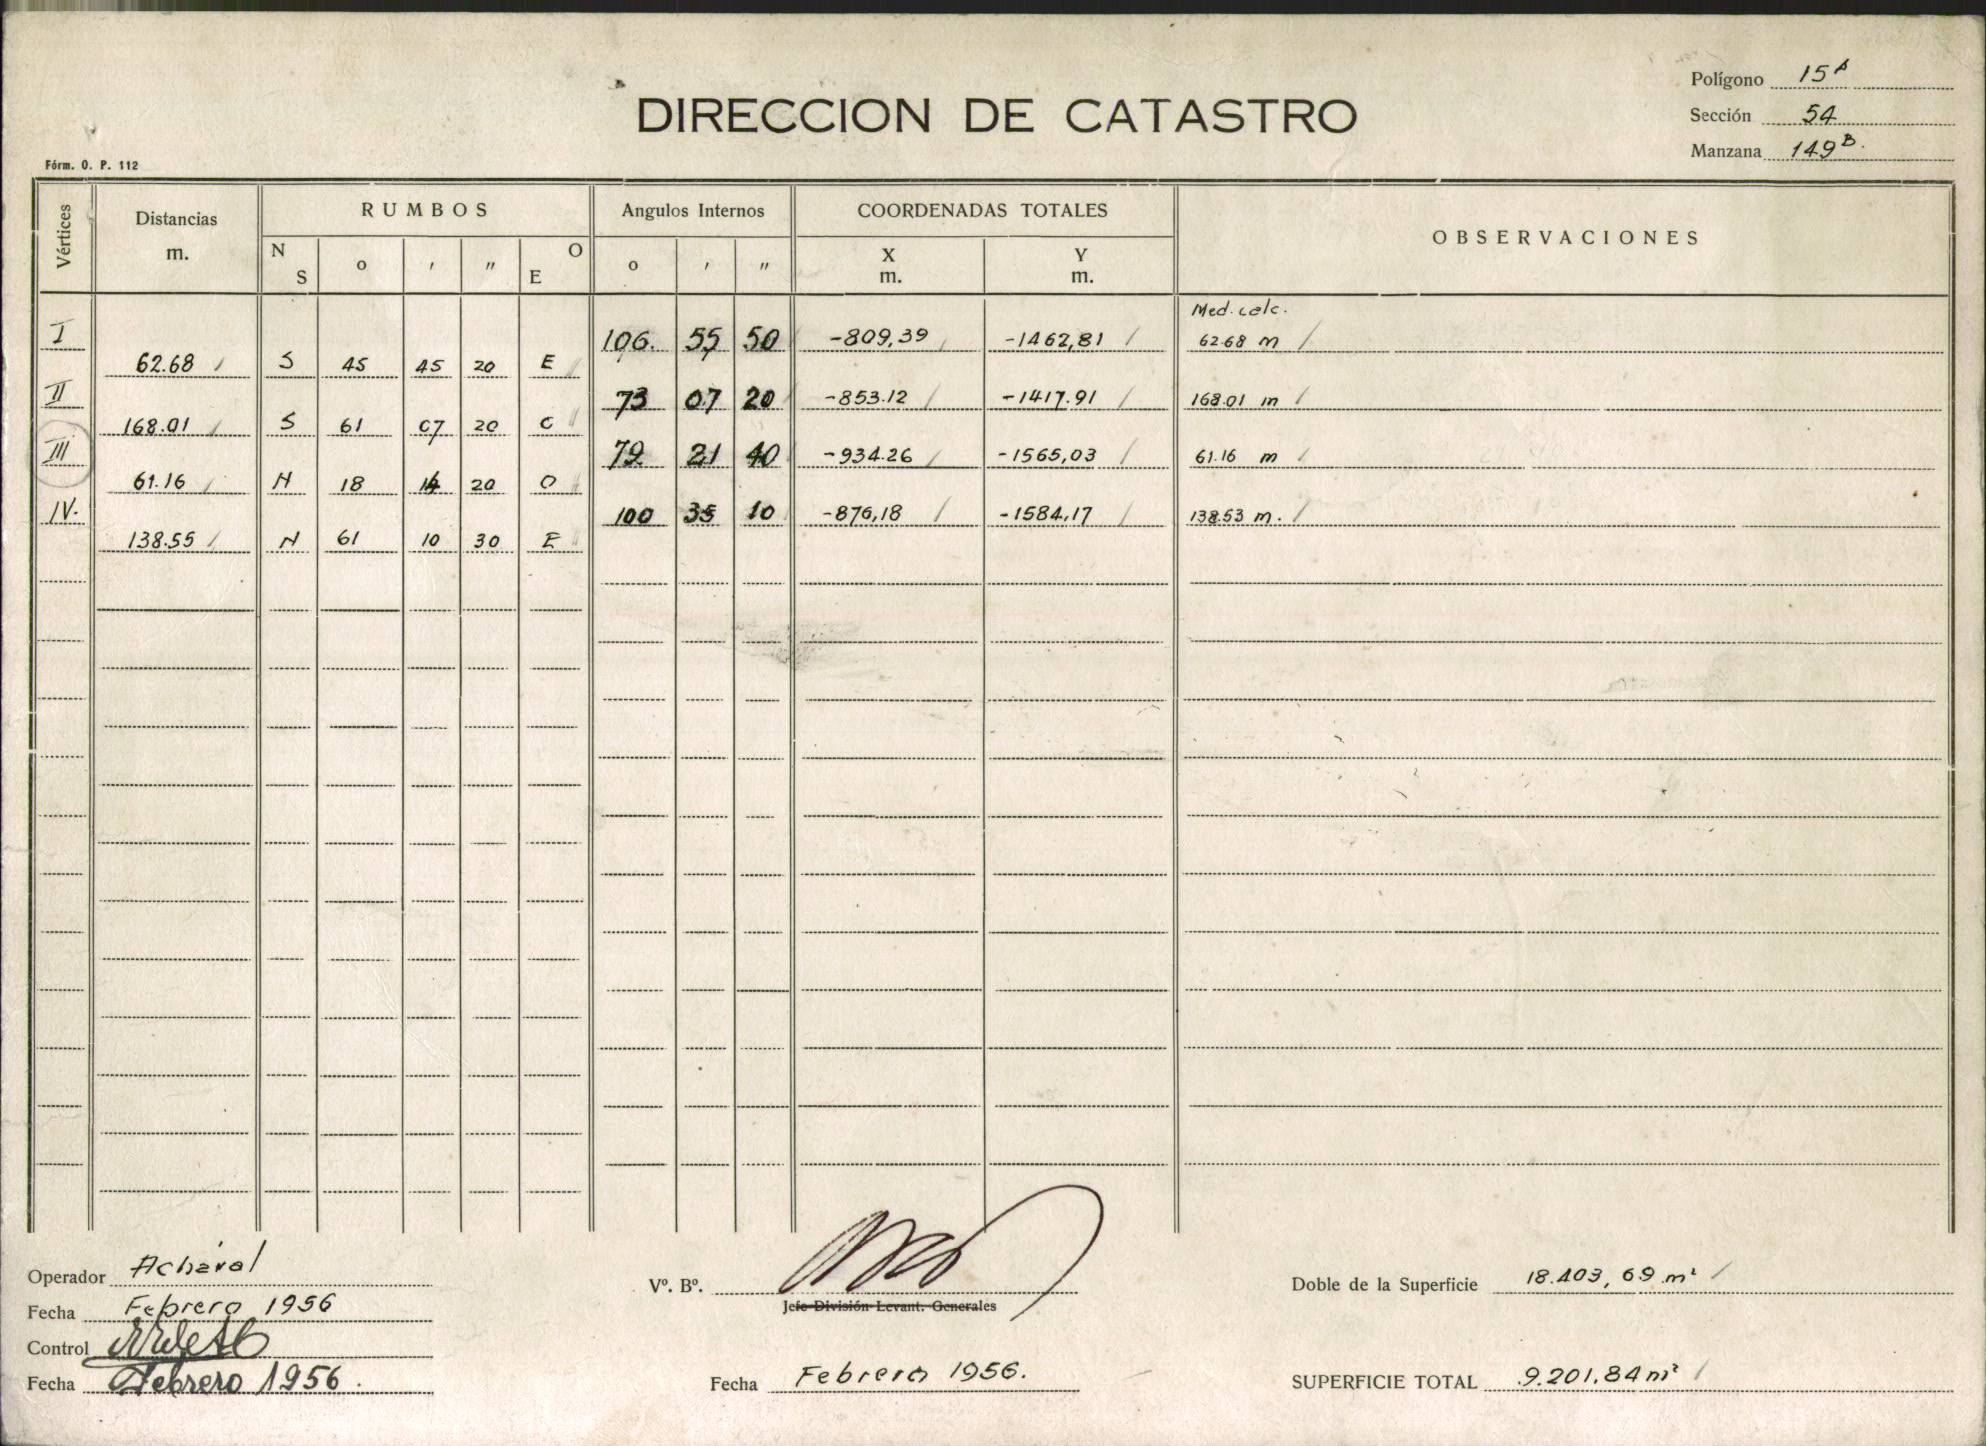 Polígono 15A
DIRECCION DE CATASTRO
Sección 54
Manzana 149B.
Fórm. O. P. 112
Vértices Distancias m. RUMBOS N S o ' " O E Angulos Internos o ' " COORDENADAS TOTALES X m. Y m. OBSERVACIONES
Med. calc.
I 106. 55 50 -809,39 -1462,81 62.68 m
62.68 S 45 45 20 E
II 73 07 20 -853.12 -1417.91 168.01 m
168.01 S 61 07 20 O
III 79 21 40 -934.26 -1565,03 61.16 m
61.16 N 18 14 20 O
IV. 100 35 10 -876,18 -1584,17 138.53 m.
138.55 N 61 10 30 E
Operador Achával
Vº. Bº.
Doble de la Superficie 18.403,69 m²
Jefe División Levant. Generales
Fecha Febrero 1956
Control
Fecha Febrero 1956.
Fecha Febrero 1956.
SUPERFICIE TOTAL 9.201.84 m²